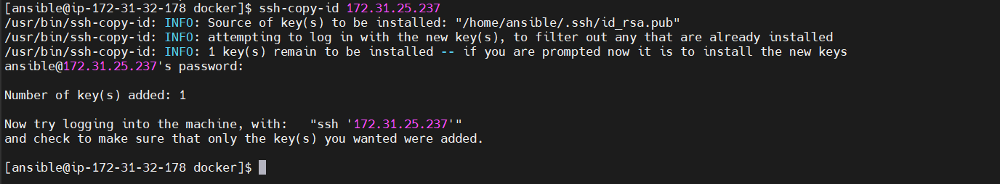 [ansible@ip-172-31-32-178 docker]$ ssh-copy-id 172.31.25.237
/usr/bin/ssh-copy-id: INFO: Source of key(s) to be installed: "/home/ansible/.ssh/id_rsa.pub"
/usr/bin/ssh-copy-id: INFO: attempting to log in with the new key(s), to filter out any that are already installed
/usr/bin/ssh-copy-id: INFO: 1 key(s) remain to be installed -- if you are prompted now it is to install the new keys
ansible@172.31.25.237's password:
Number of key(s) added: 1
Now try logging into the machine, with:   "ssh '172.31.25.237'"
and check to make sure that only the key(s) you wanted were added.
[ansible@ip-172-31-32-178 docker]$